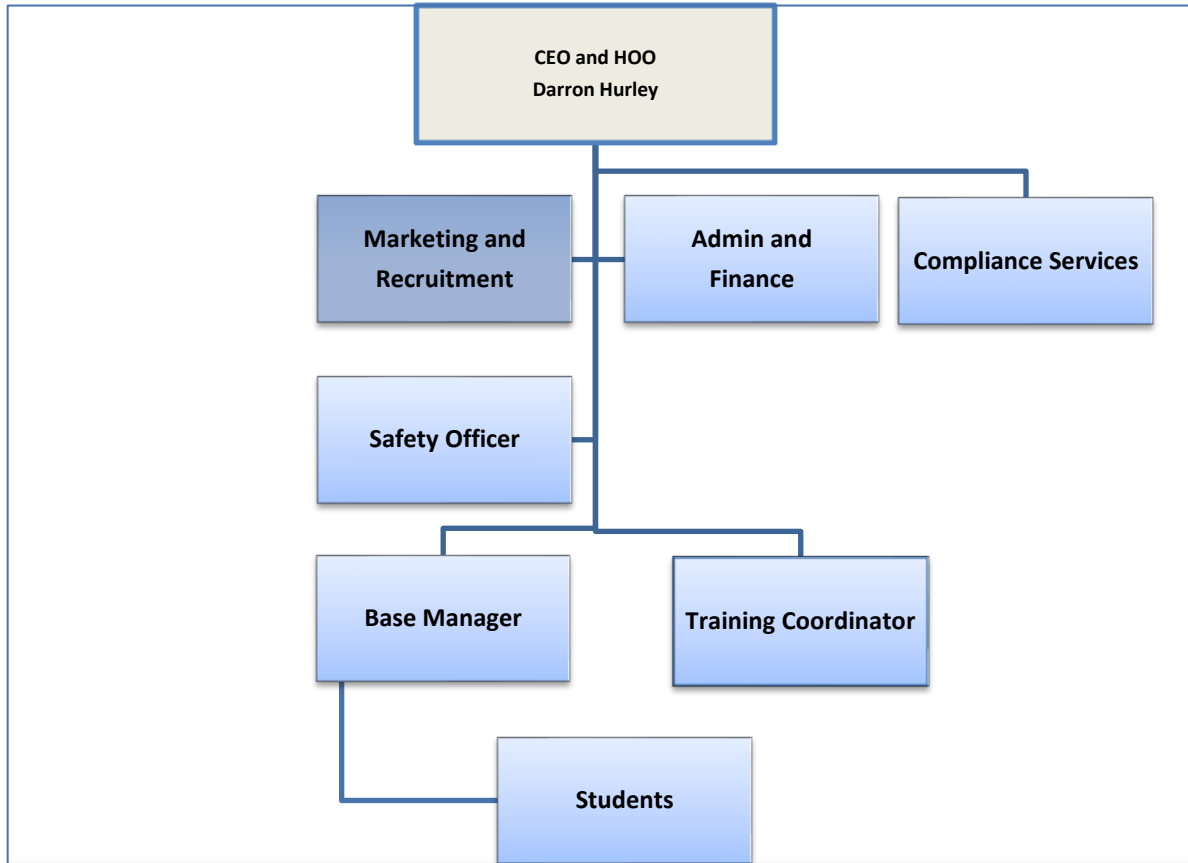 CEO and HOO
Darron Hurley
Marketing and
Recruitment
Admin and
Finance
Compliance Services
Safety Officer
Base Manager
Training Coordinator
Students